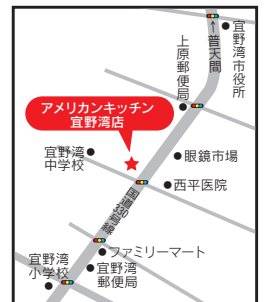 宜野湾市役所
←普天間
上原郵便局
アメリカンキッチン
宜野湾店
宜野湾
中学校
眼鏡市場
西平医院
国道330号線
ファミリーマート
宜野湾
小学校
宜野湾
郵便局